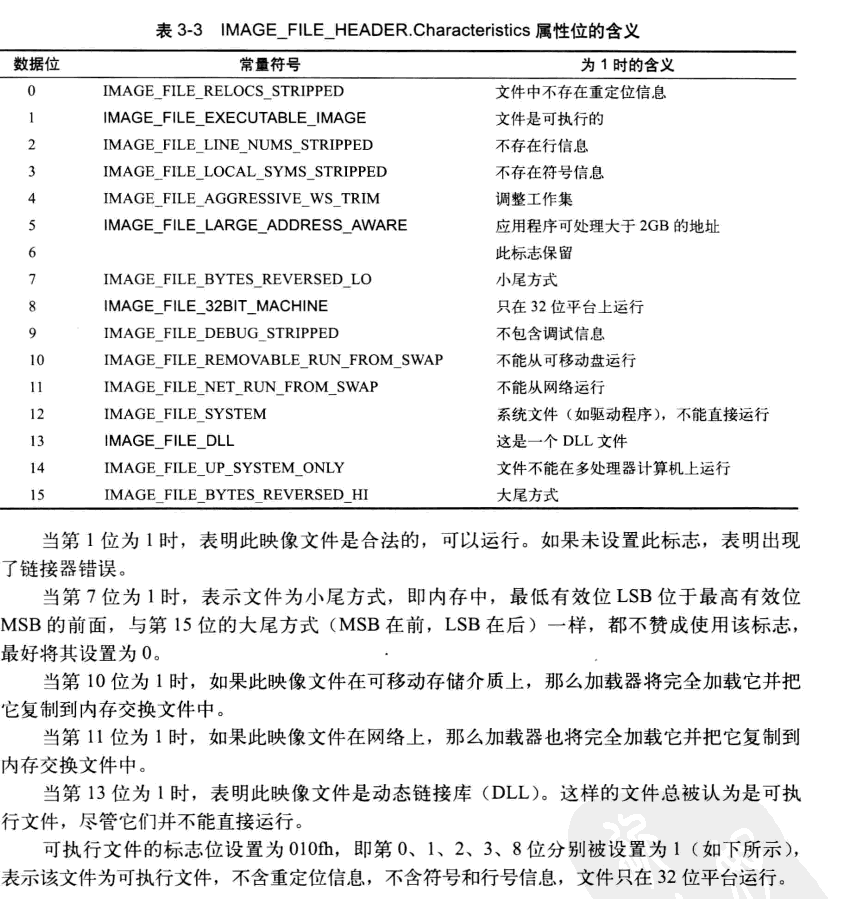 表 3-3 IMAGE_FILE_HEADER.Characteristics 属性位的含义
数据位 常量符号 为 1 时的含义
0 IMAGE_FILE_RELOCS_STRIPPED 文件中不存在重定位信息
1 IMAGE_FILE_EXECUTABLE_IMAGE 文件是可执行的
2 IMAGE_FILE_LINE_NUMS_STRIPPED 不存在行信息
3 IMAGE_FILE_LOCAL_SYMS_STRIPPED 不存在符号信息
4 IMAGE_FILE_AGGRESSIVE_WS_TRIM 调整工作集
5 IMAGE_FILE_LARGE_ADDRESS_AWARE 应用程序可处理大于 2GB 的地址
6 此标志保留
7 IMAGE_FILE_BYTES_REVERSED_LO 小尾方式
8 IMAGE_FILE_32BIT_MACHINE 只在 32 位平台上运行
9 IMAGE_FILE_DEBUG_STRIPPED 不包含调试信息
10 IMAGE_FILE_REMOVABLE_RUN_FROM_SWAP 不能从可移动盘运行
11 IMAGE_FILE_NET_RUN_FROM_SWAP 不能从网络运行
12 IMAGE_FILE_SYSTEM 系统文件（如驱动程序），不能直接运行
13 IMAGE_FILE_DLL 这是一个 DLL 文件
14 IMAGE_FILE_UP_SYSTEM_ONLY 文件不能在多处理器计算机上运行
15 IMAGE_FILE_BYTES_REVERSED_HI 大尾方式
当第 1 位为 1 时，表明此映像文件是合法的，可以运行。如果未设置此标志，表明出现
了链接器错误。
当第 7 位为 1 时，表示文件为小尾方式，即内存中，最低有效位 LSB 位于最高有效位
MSB 的前面，与第 15 位的大尾方式（MSB 在前，LSB 在后）一样，都不赞成使用该标志，
最好将其设置为 0。
当第 10 位为 1 时，如果此映像文件在可移动存储介质上，那么加载器将完全加载它并把
它复制到内存交换文件中。
当第 11 位为 1 时，如果此映像文件在网络上，那么加载器也将完全加载它并把它复制到
内存交换文件中。
当第 13 位为 1 时，表明此映像文件是动态链接库（DLL）。这样的文件总被认为是可执
行文件，尽管它们并不能直接运行。
可执行文件的标志位设置为 010fh，即第 0、1、2、3、8 位分别被设置为 1（如下所示），
表示该文件为可执行文件，不含重定位信息，不含符号和行号信息，文件只在 32 位平台运行。